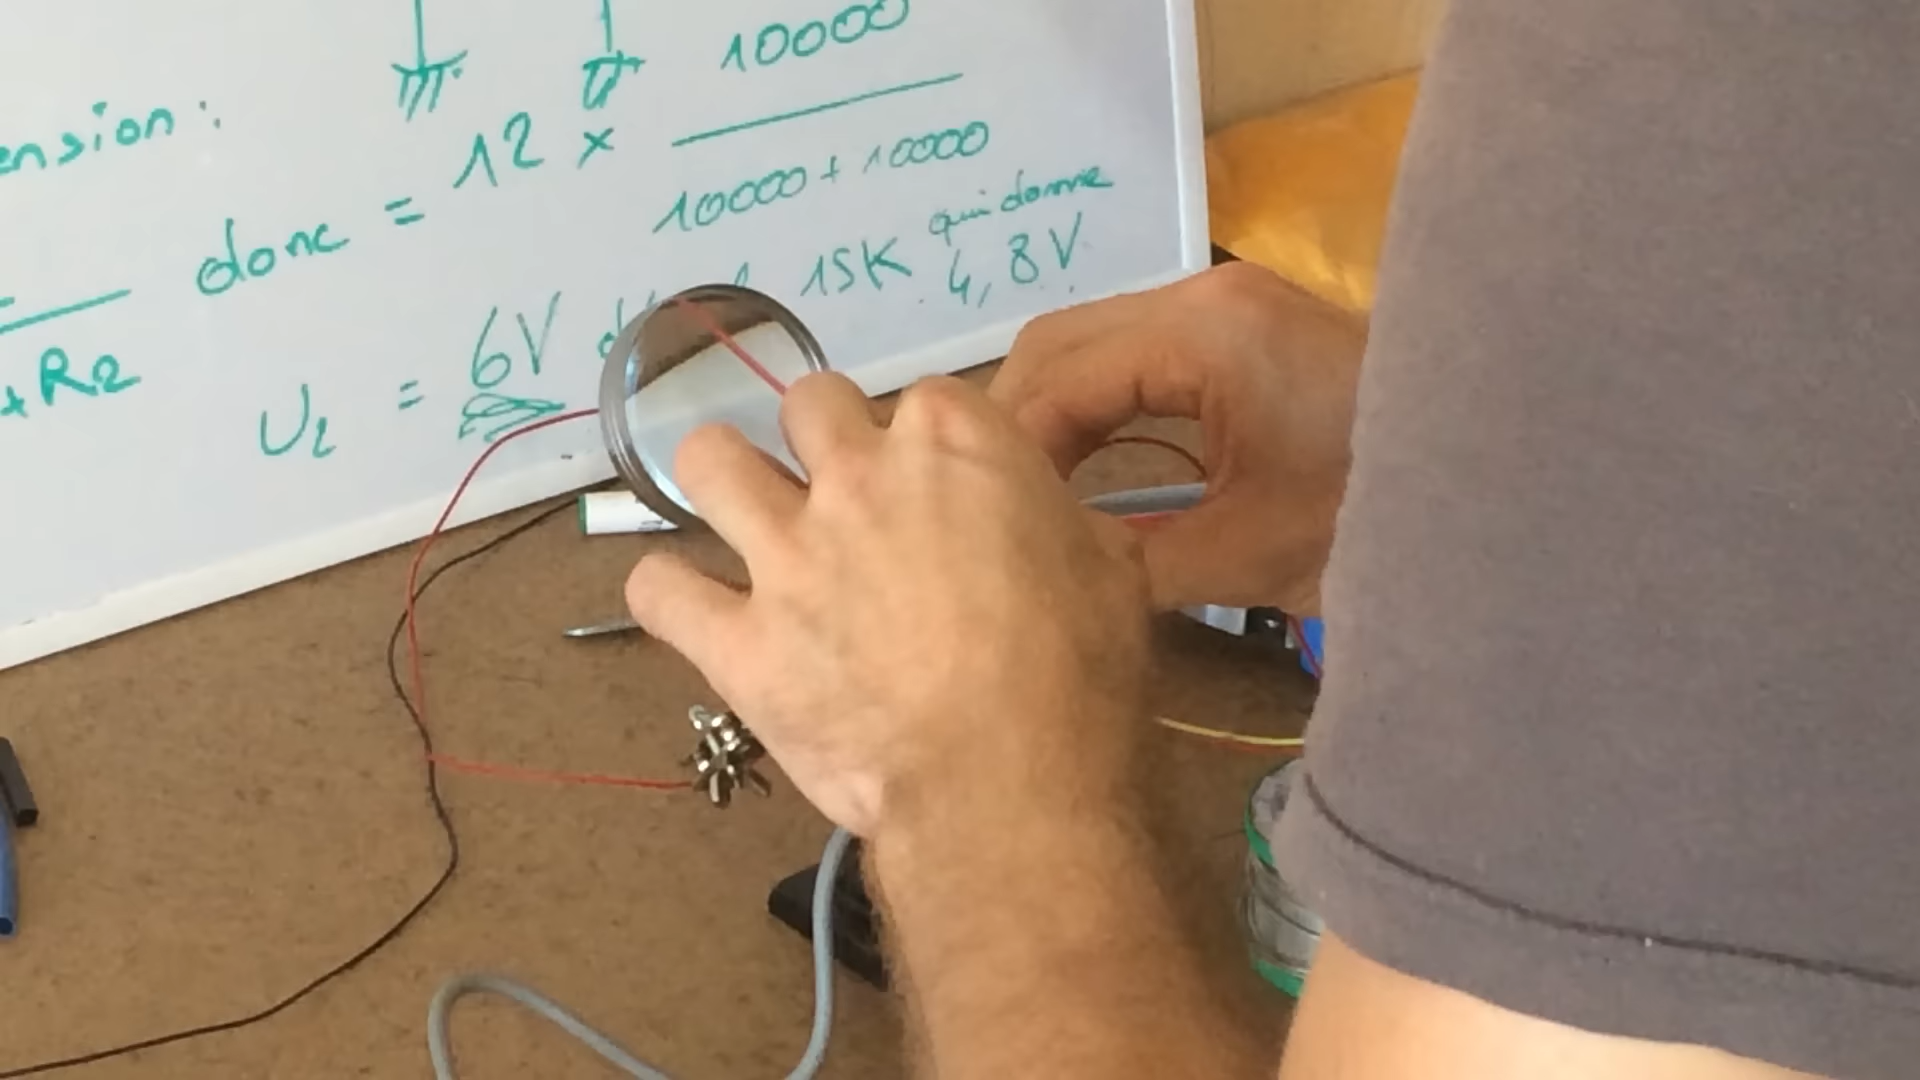 10000
ension:
donc = 12 x
10000 + 10000
+R2
U2 = 6V
15K qui donne
4,8V